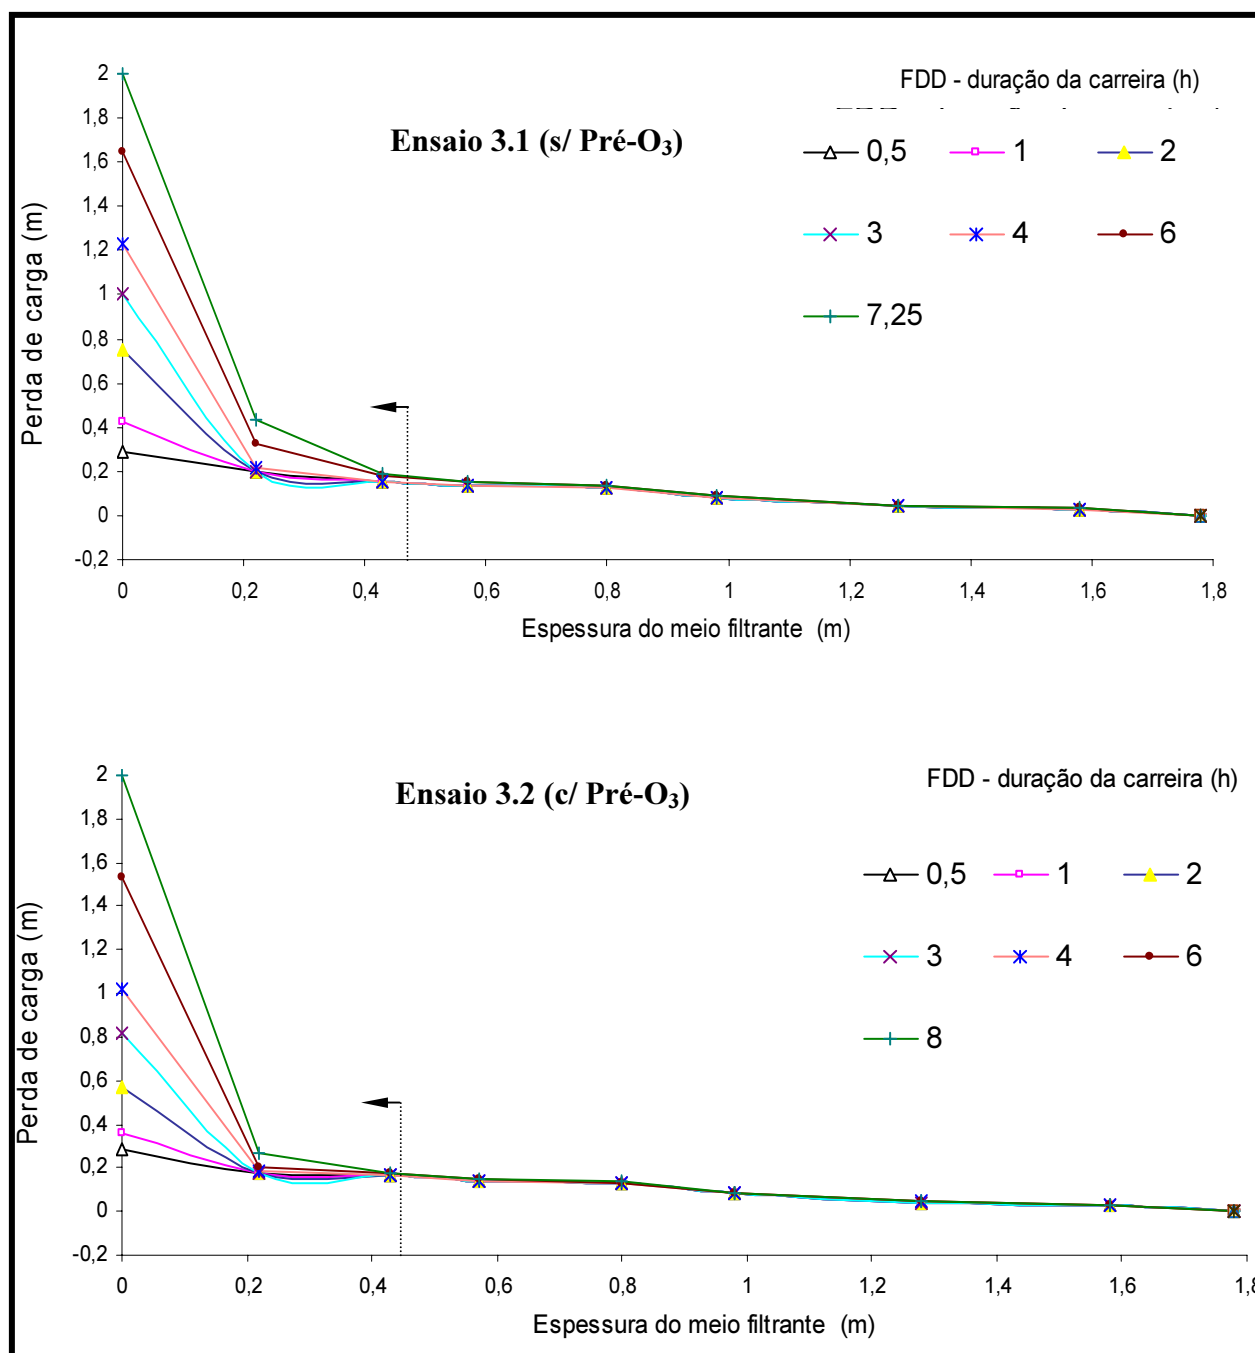 FDD - duração da carreira (h)
Ensaio 3.1 (s/ Pré-O₃)
0,5 1 2
3 4 6
7,25
Perda de carga (m)
2
1,8
1,6
1,4
1,2
1
0,8
0,6
0,4
0,2
0
-0,2
0 0,2 0,4 0,6 0,8 1 1,2 1,4 1,6 1,8
Espessura do meio filtrante (m)
FDD - duração da carreira (h)
Ensaio 3.2 (c/ Pré-O₃)
0,5 1 2
3 4 6
8
Perda de carga (m)
2
1,8
1,6
1,4
1,2
1
0,8
0,6
0,4
0,2
0
-0,2
0 0,2 0,4 0,6 0,8 1 1,2 1,4 1,6 1,8
Espessura do meio filtrante (m)